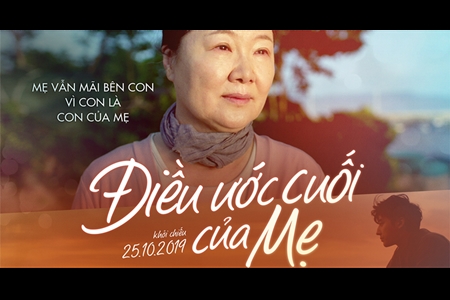 MẸ VẪN MÃI BÊN CON
VÌ CON LÀ
CON CỦA MẸ
Điều ước cuối
của Mẹ
khởi chiếu
25.10.2019